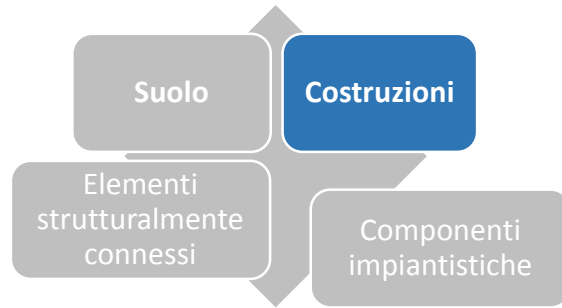 Suolo
Costruzioni
Elementi
strutturalmente
connessi
Componenti
impiantistiche